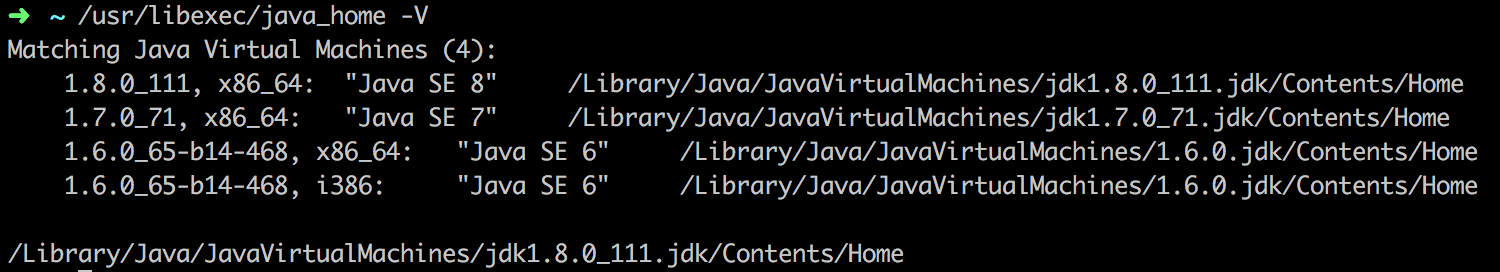 ➜ ~ /usr/libexec/java_home -V
Matching Java Virtual Machines (4):
    1.8.0_111, x86_64:	"Java SE 8"	/Library/Java/JavaVirtualMachines/jdk1.8.0_111.jdk/Contents/Home
    1.7.0_71, x86_64:	"Java SE 7"	/Library/Java/JavaVirtualMachines/jdk1.7.0_71.jdk/Contents/Home
    1.6.0_65-b14-468, x86_64:	"Java SE 6"	/Library/Java/JavaVirtualMachines/1.6.0.jdk/Contents/Home
    1.6.0_65-b14-468, i386:	"Java SE 6"	/Library/Java/JavaVirtualMachines/1.6.0.jdk/Contents/Home
/Library/Java/JavaVirtualMachines/jdk1.8.0_111.jdk/Contents/Home